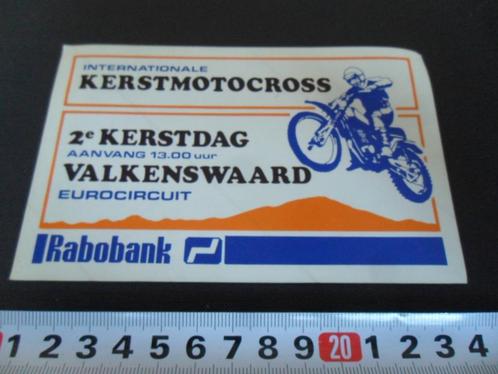 INTERNATIONALE
KERSTMOTOCROSS
2e KERSTDAG
AANVANG 13.00 uur
VALKENSWAARD
EUROCIRCUIT
Rabobank
1 2 3 4 5 6 7 8 9 20 1 2 3 4